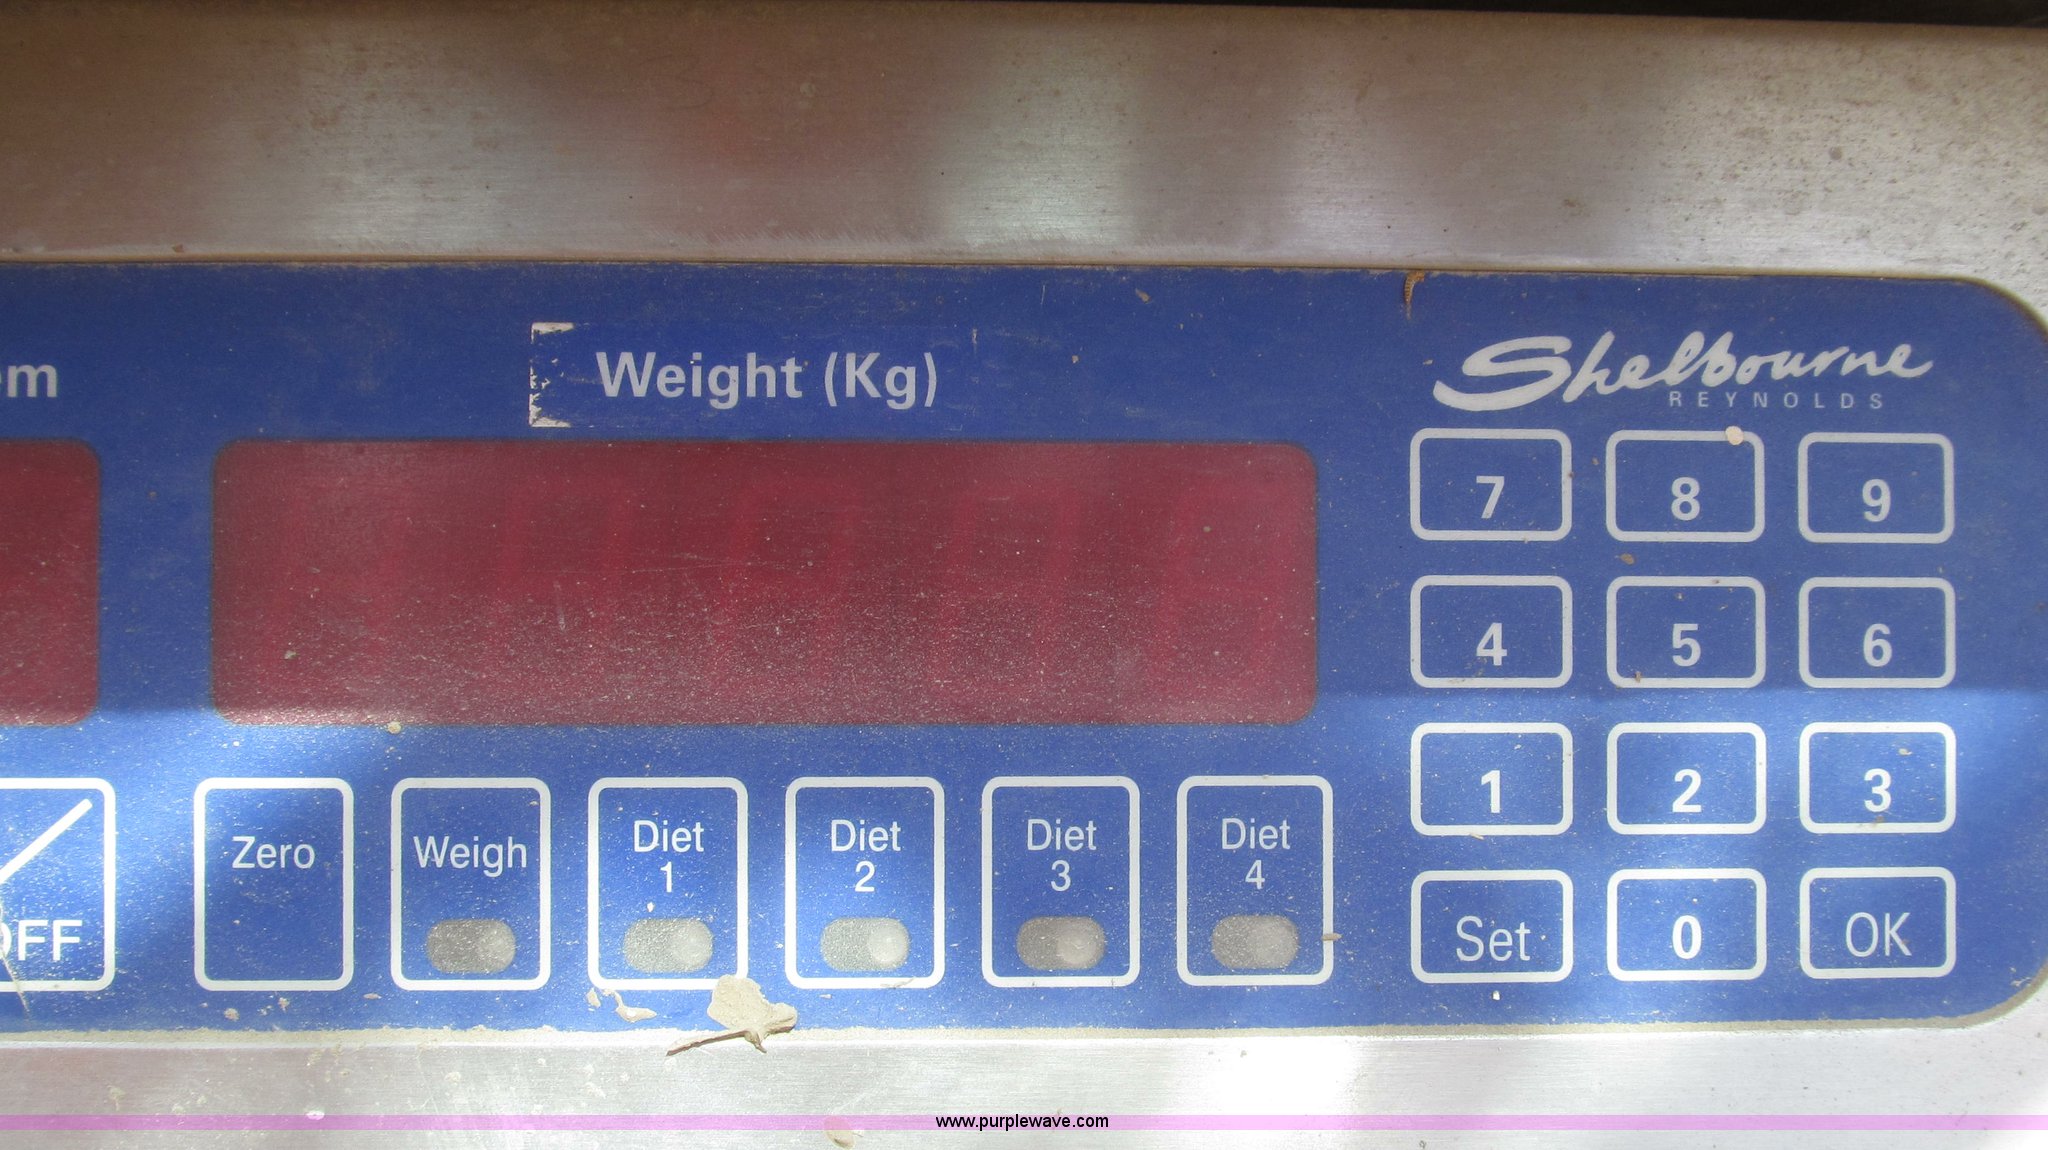 em
Weight (Kg)
Shelbourne
REYNOLDS
7 8 9
4 5 6
1 2 3
Set 0 OK
OFF
Zero
Weigh
Diet
1
Diet
2
Diet
3
Diet
4
www.purplewave.com